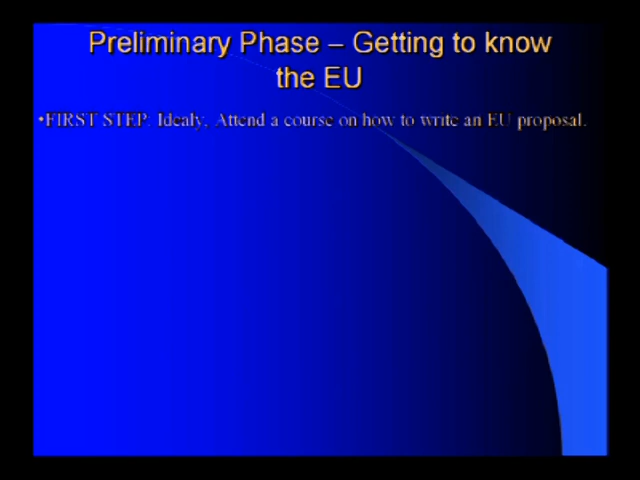 Preliminary Phase – Getting to know
the EU
•FIRST STEP: Idealy, Attend a course on how to write an EU proposal.